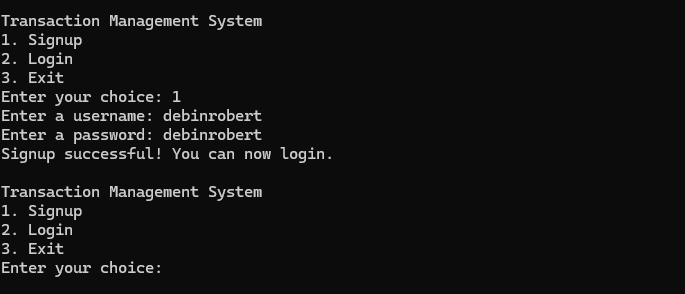 Transaction Management System
1. Signup
2. Login
3. Exit
Enter your choice: 1
Enter a username: debinrobert
Enter a password: debinrobert
Signup successful! You can now login.
Transaction Management System
1. Signup
2. Login
3. Exit
Enter your choice: